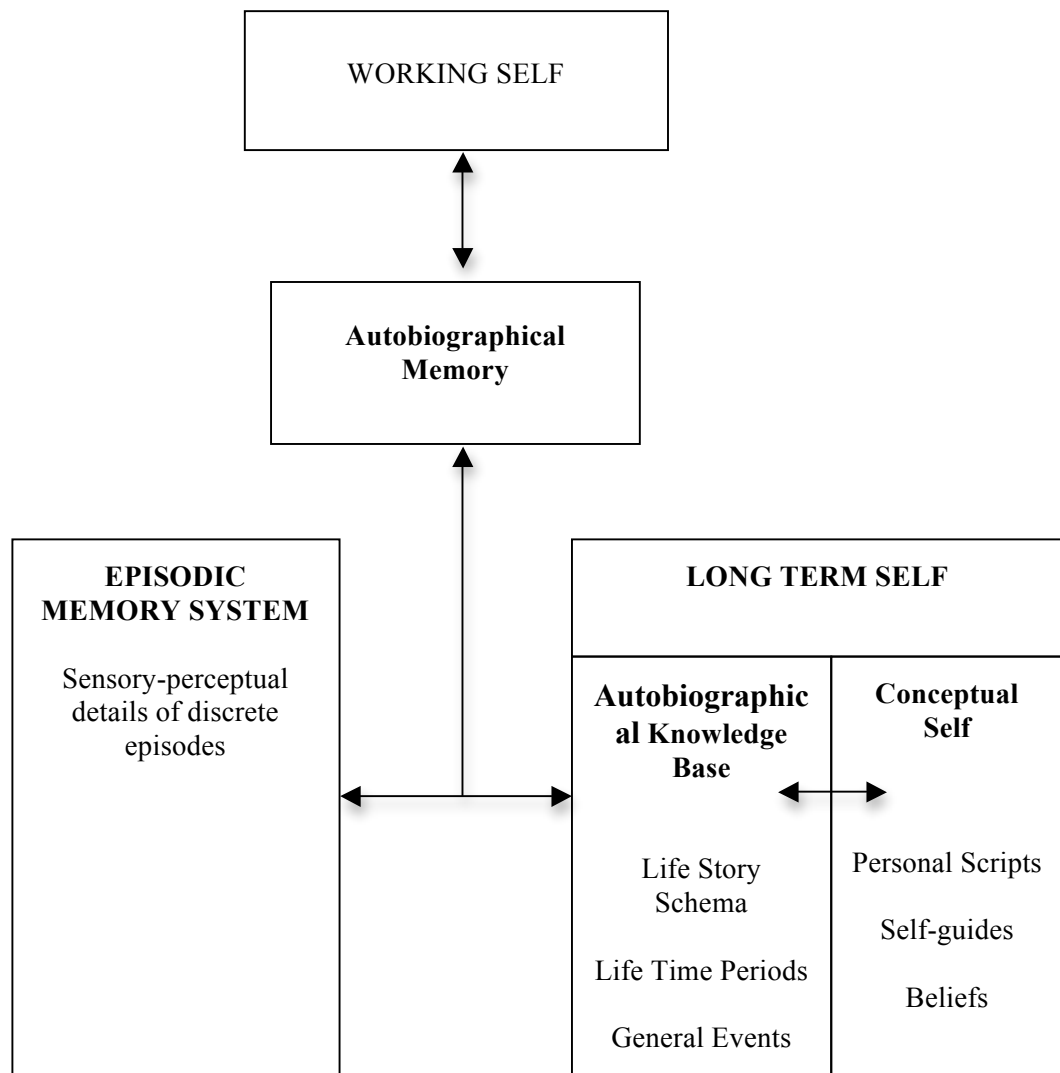 WORKING SELF
Autobiographical
Memory
EPISODIC
MEMORY SYSTEM
Sensory-perceptual
details of discrete
episodes
LONG TERM SELF
Autobiographic
al Knowledge
Base
Life Story
Schema
Life Time Periods
General Events
Conceptual
Self
Personal Scripts
Self-guides
Beliefs